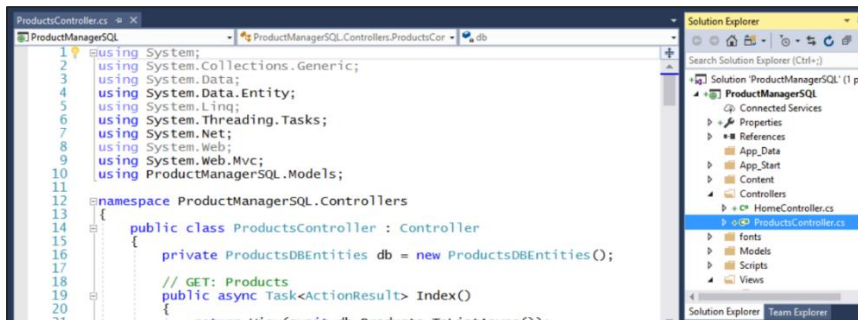 ProductsController.cs
ProductManagerSQL
ProductManagerSQL.Controllers.ProductsCor
db
1 using System;
2 using System.Collections.Generic;
3 using System.Data;
4 using System.Data.Entity;
5 using System.Linq;
6 using System.Threading.Tasks;
7 using System.Net;
8 using System.Web;
9 using System.Web.Mvc;
10 using ProductManagerSQL.Models;
11
12 namespace ProductManagerSQL.Controllers
13 {
14 public class ProductsController : Controller
15 {
16 private ProductsDBEntities db = new ProductsDBEntities();
17
18 // GET: Products
19 public async Task<ActionResult> Index()
20 {
Solution Explorer
Search Solution Explorer (Ctrl+;)
Solution 'ProductManagerSQL' (1 p
ProductManagerSQL
Connected Services
Properties
References
App_Data
App_Start
Content
Controllers
HomeController.cs
ProductsController.cs
fonts
Models
Scripts
Views
Solution Explorer Team Explorer